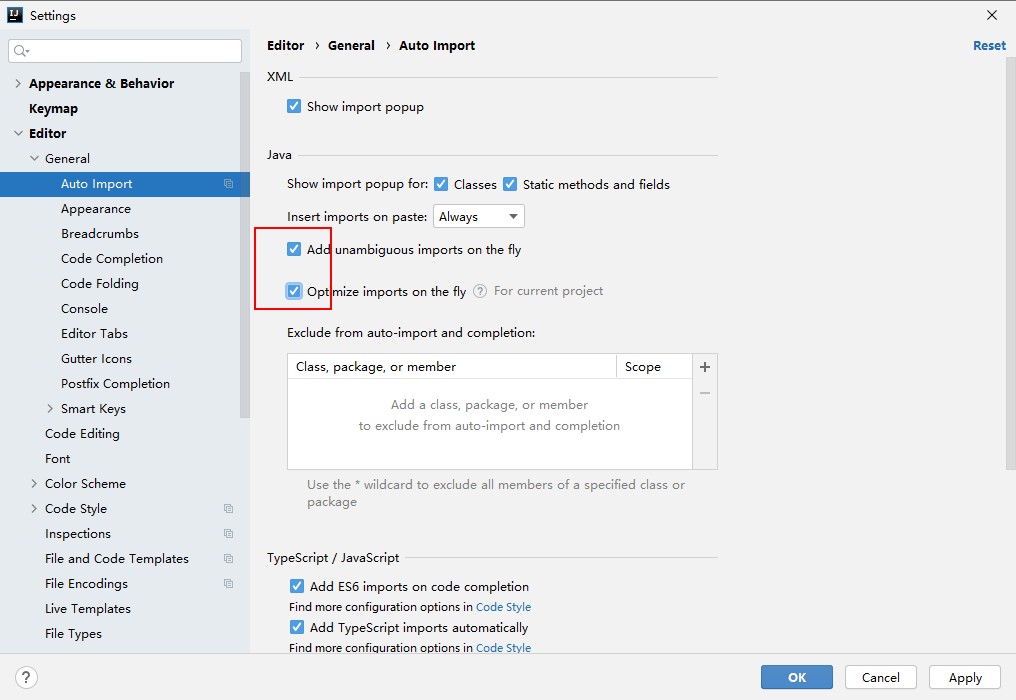 IJ
Settings
Appearance & Behavior
Keymap
Editor
General
Auto Import
Appearance
Breadcrumbs
Code Completion
Code Folding
Console
Editor Tabs
Gutter Icons
Postfix Completion
Smart Keys
Code Editing
Font
Color Scheme
Code Style
Inspections
File and Code Templates
File Encodings
Live Templates
File Types
Editor › General › Auto Import
Reset
XML
Show import popup
Java
Show import popup for: Classes Static methods and fields
Insert imports on paste: Always
Add unambiguous imports on the fly
Optimize imports on the fly ? For current project
Exclude from auto-import and completion:
Class, package, or member Scope
Add a class, package, or member
to exclude from auto-import and completion
Use the * wildcard to exclude all members of a specified class or
package
TypeScript / JavaScript
Add ES6 imports on code completion
Find more configuration options in Code Style
Add TypeScript imports automatically
Find more configuration options in Code Style
? OK Cancel Apply